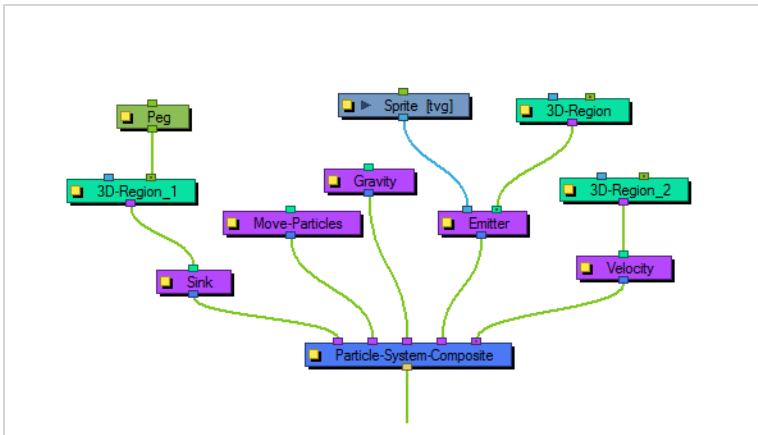 Sprite [tvg]
3D-Region
Peg
Gravity
3D-Region_1
3D-Region_2
Move-Particles
Emitter
Velocity
Sink
Particle-System-Composite